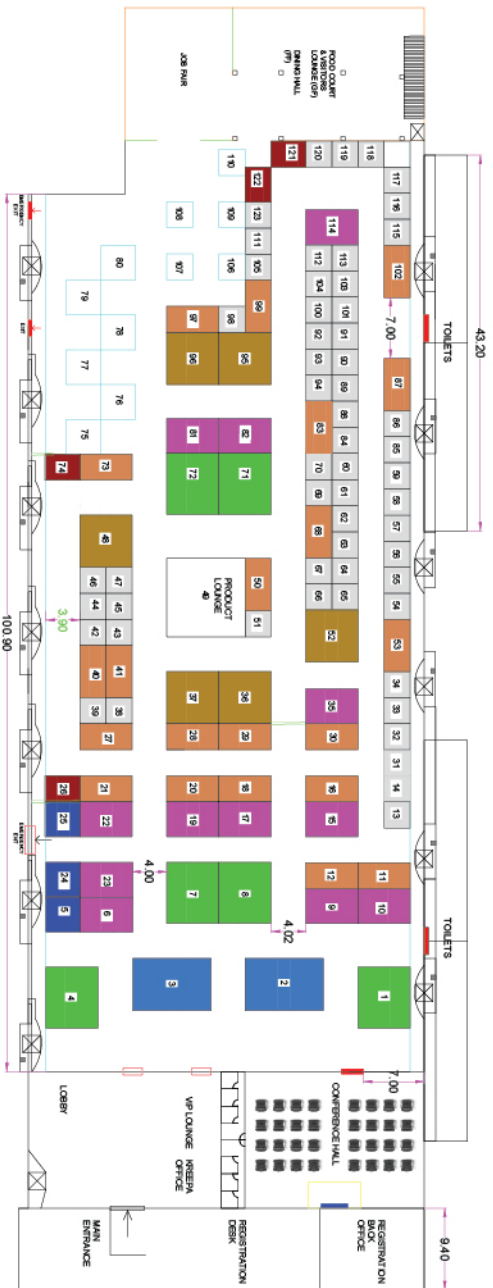 43.20
9.40
TOILETS
TOILETS
7.00
7.00
117 116 115 102 87 86 85 59 58 57 56 55 54 53 34 33 32 31 14 13
11 10 1
118
119 113 103 101 91 90 89 88 84 60 61 62 63 64 65
120 114 112 104 100 92 93 94 83 70 69 68 67 66 52 35 30 16 15 12 9
121
4.02
2
FOOD COURT
& VISITORS
LOUNGE (GF)
DINING HALL
(FF)
CONFERENCE HALL
REGISTRATION
BACK
OFFICE
122 123 111 105 99 50 51
110 109 106 98 95 82 71 36 29 18 17 8
PRODUCT
LOUNGE
49
REGISTRATION
DESK
JOB FAIR
108 107 97 96 81 72 37 28 20 19 7 3
VIP LOUNGE
KREEPA
OFFICE
4.00
80 78 76 73 47 45 43 41 38 27 21 22 23 6
48
79 77 75 46 44 42 40 39
MAIN
ENTRANCE
74 26 25 24 5 4
3.90
LOBBY
EMERGENCY
EXIT
EXIT
EMERGENCY
EXIT
100.90